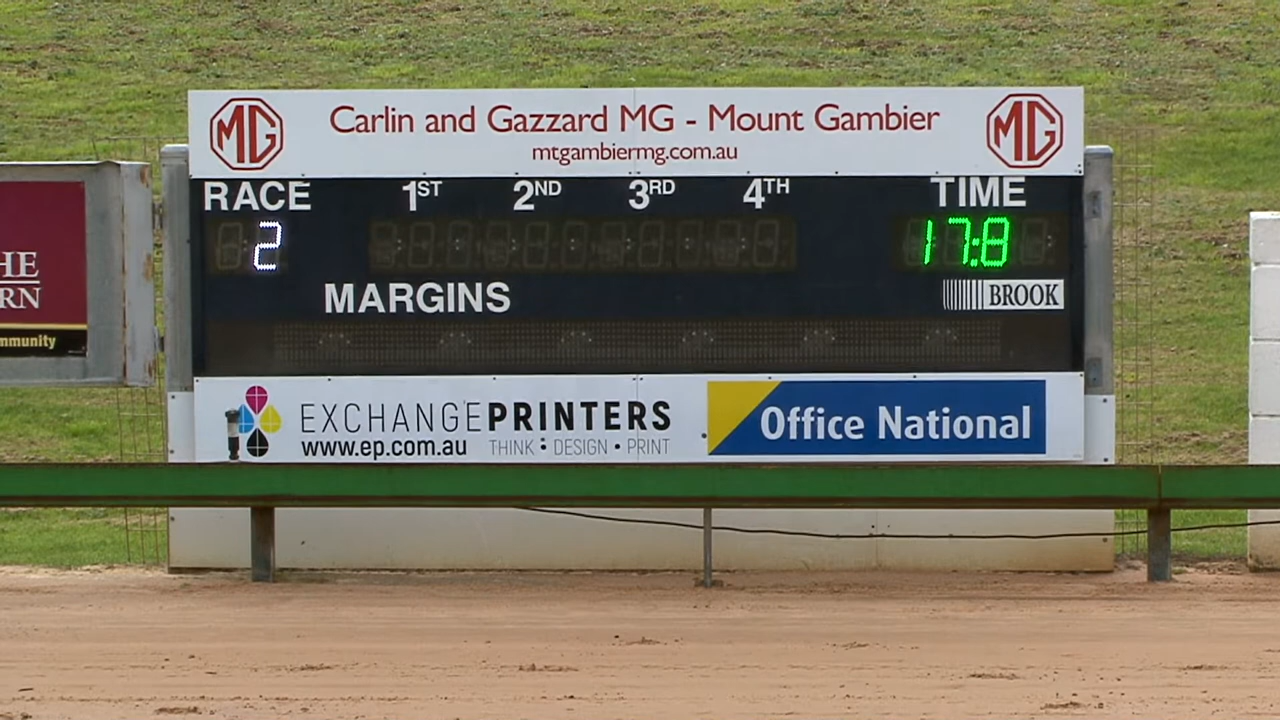 MG Carlin and Gazzard MG - Mount Gambier MG
mtgambiermg.com.au
RACE 1ST 2ND 3RD 4TH TIME
2 17:8
MARGINS BROOK
HE
RN
mmunity
EXCHANGEPRINTERS
www.ep.com.au THINK : DESIGN • PRINT
Office National